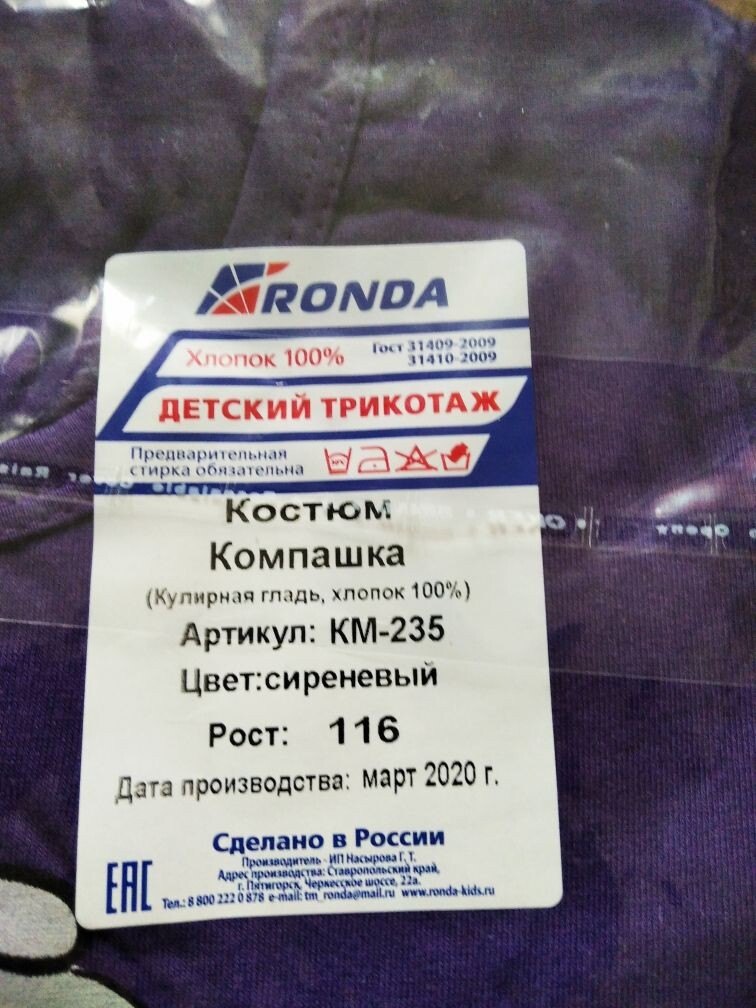 RONDA
Хлопок 100%
Гост 31409-2009
31410-2009
ДЕТСКИЙ ТРИКОТАЖ
Предварительная
стирка обязательна
Костюм
Компашка
(Кулирная гладь, хлопок 100%)
Артикул: КМ-235
Цвет:сиреневый
Рост: 116
Дата производства: март 2020 г.
Сделано в России
Производитель - ИП Насырова Г. Т.
Адрес производства: Ставропольский край,
г. Пятигорск, Черкесское шоссе, 22а.
Тел.: 8 800 222 0 878 e-mail: tm_ronda@mail.ru www.ronda-kids.ru
ЕАС